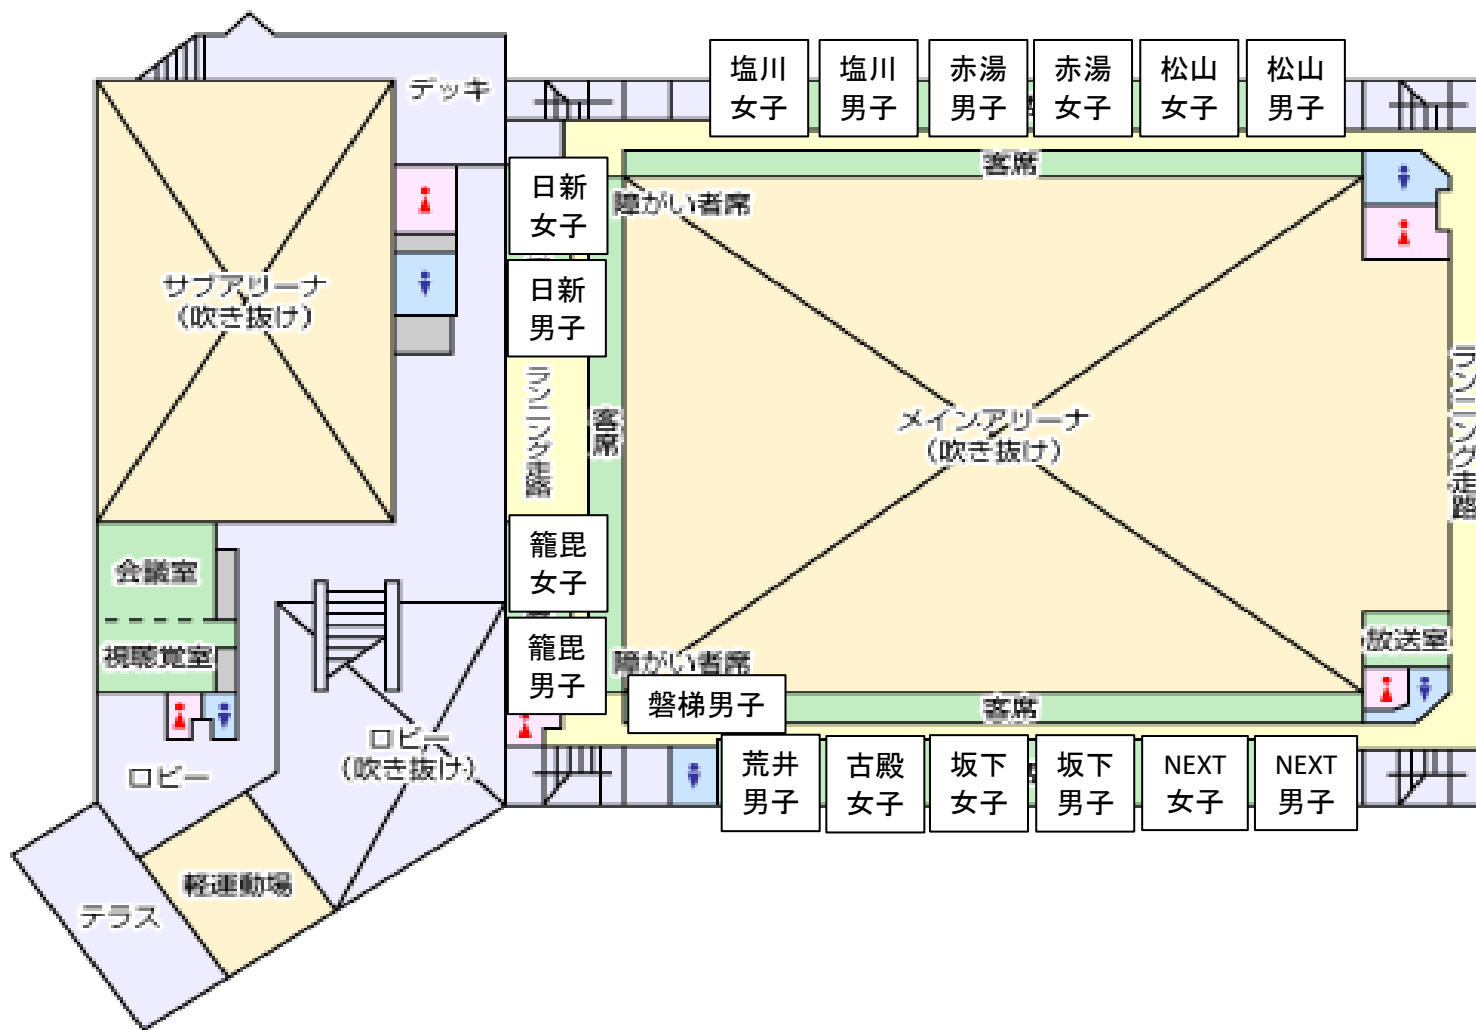 塩川
女子
塩川
男子
赤湯
男子
赤湯
女子
松山
女子
松山
男子
デッキ
客席
日新
女子
障がい者席
日新
男子
サブアリーナ
(吹き抜け)
ランニング走路
客席
メインアリーナ
(吹き抜け)
ランニング走路
籠毘
女子
会議室
視聴覚室
籠毘
男子
障がい者席
放送室
磐梯男子
客席
ロビー
(吹き抜け)
ロビー
荒井
男子
古殿
女子
坂下
女子
坂下
男子
NEXT
女子
NEXT
男子
軽運動場
テラス